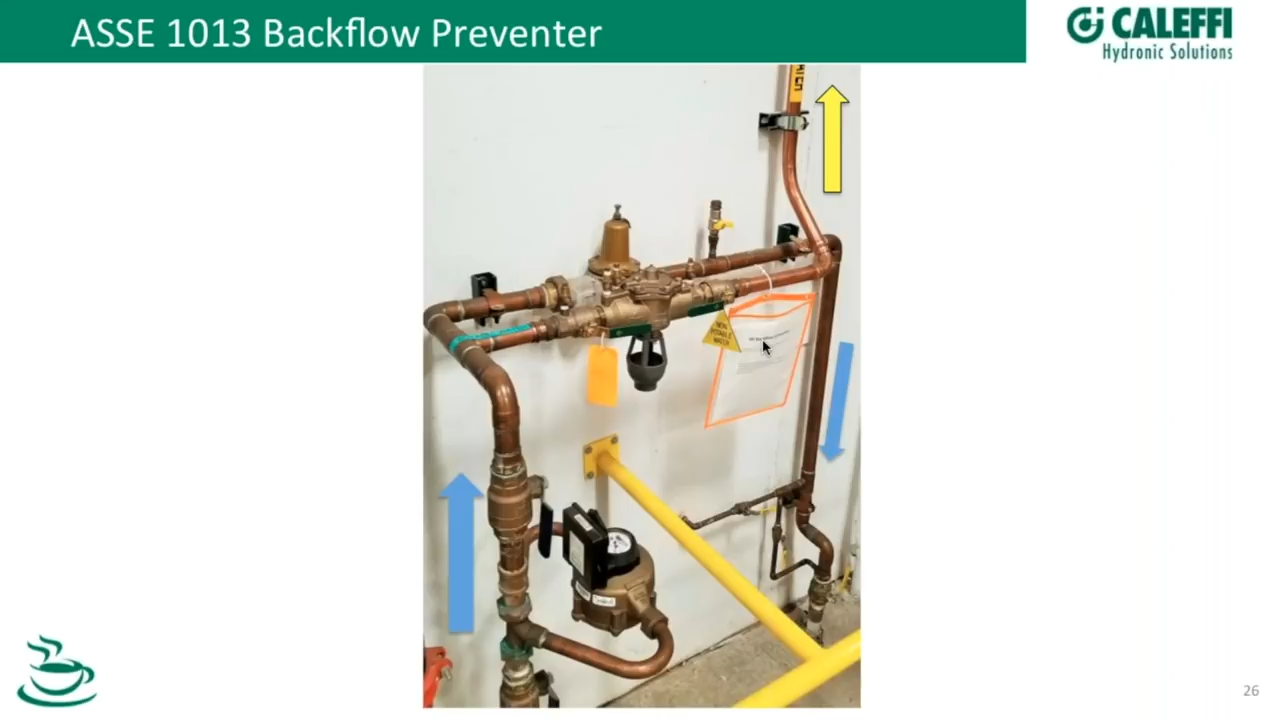 ASSE 1013 Backflow Preventer
CALEFFI
Hydronic Solutions
NON
POTABLE
WATER
26